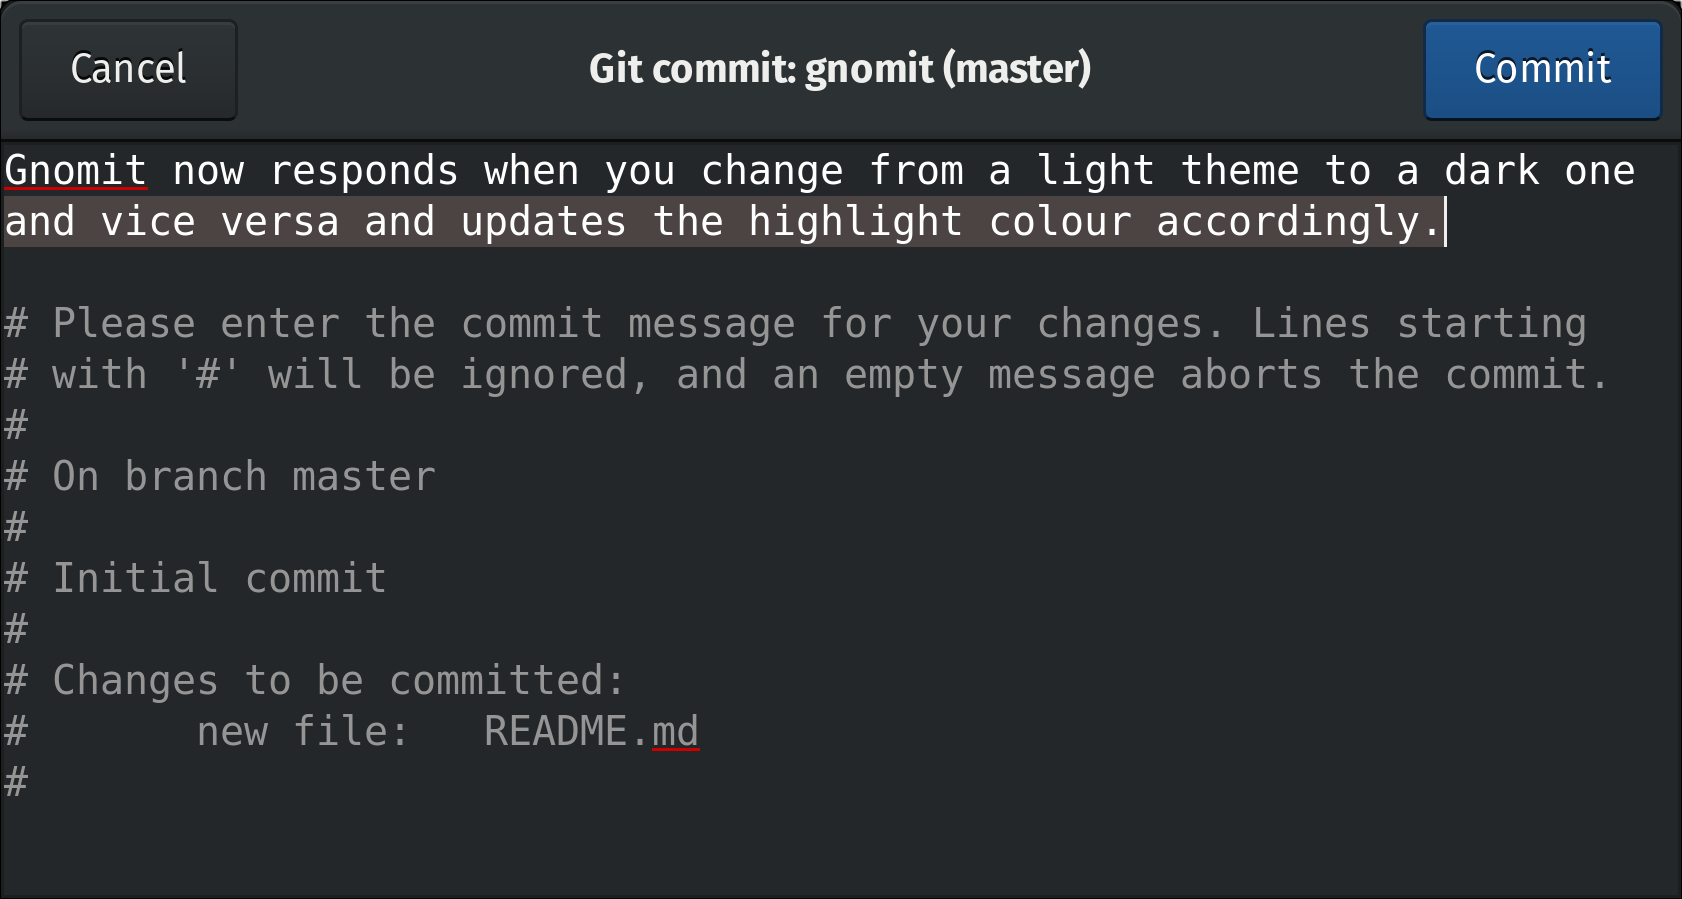 Cancel
Git commit: gnomit (master)
Commit
Gnomit now responds when you change from a light theme to a dark one
and vice versa and updates the highlight colour accordingly.
# Please enter the commit message for your changes. Lines starting
# with '#' will be ignored, and an empty message aborts the commit.
#
# On branch master
#
# Initial commit
#
# Changes to be committed:
#       new file:   README.md
#